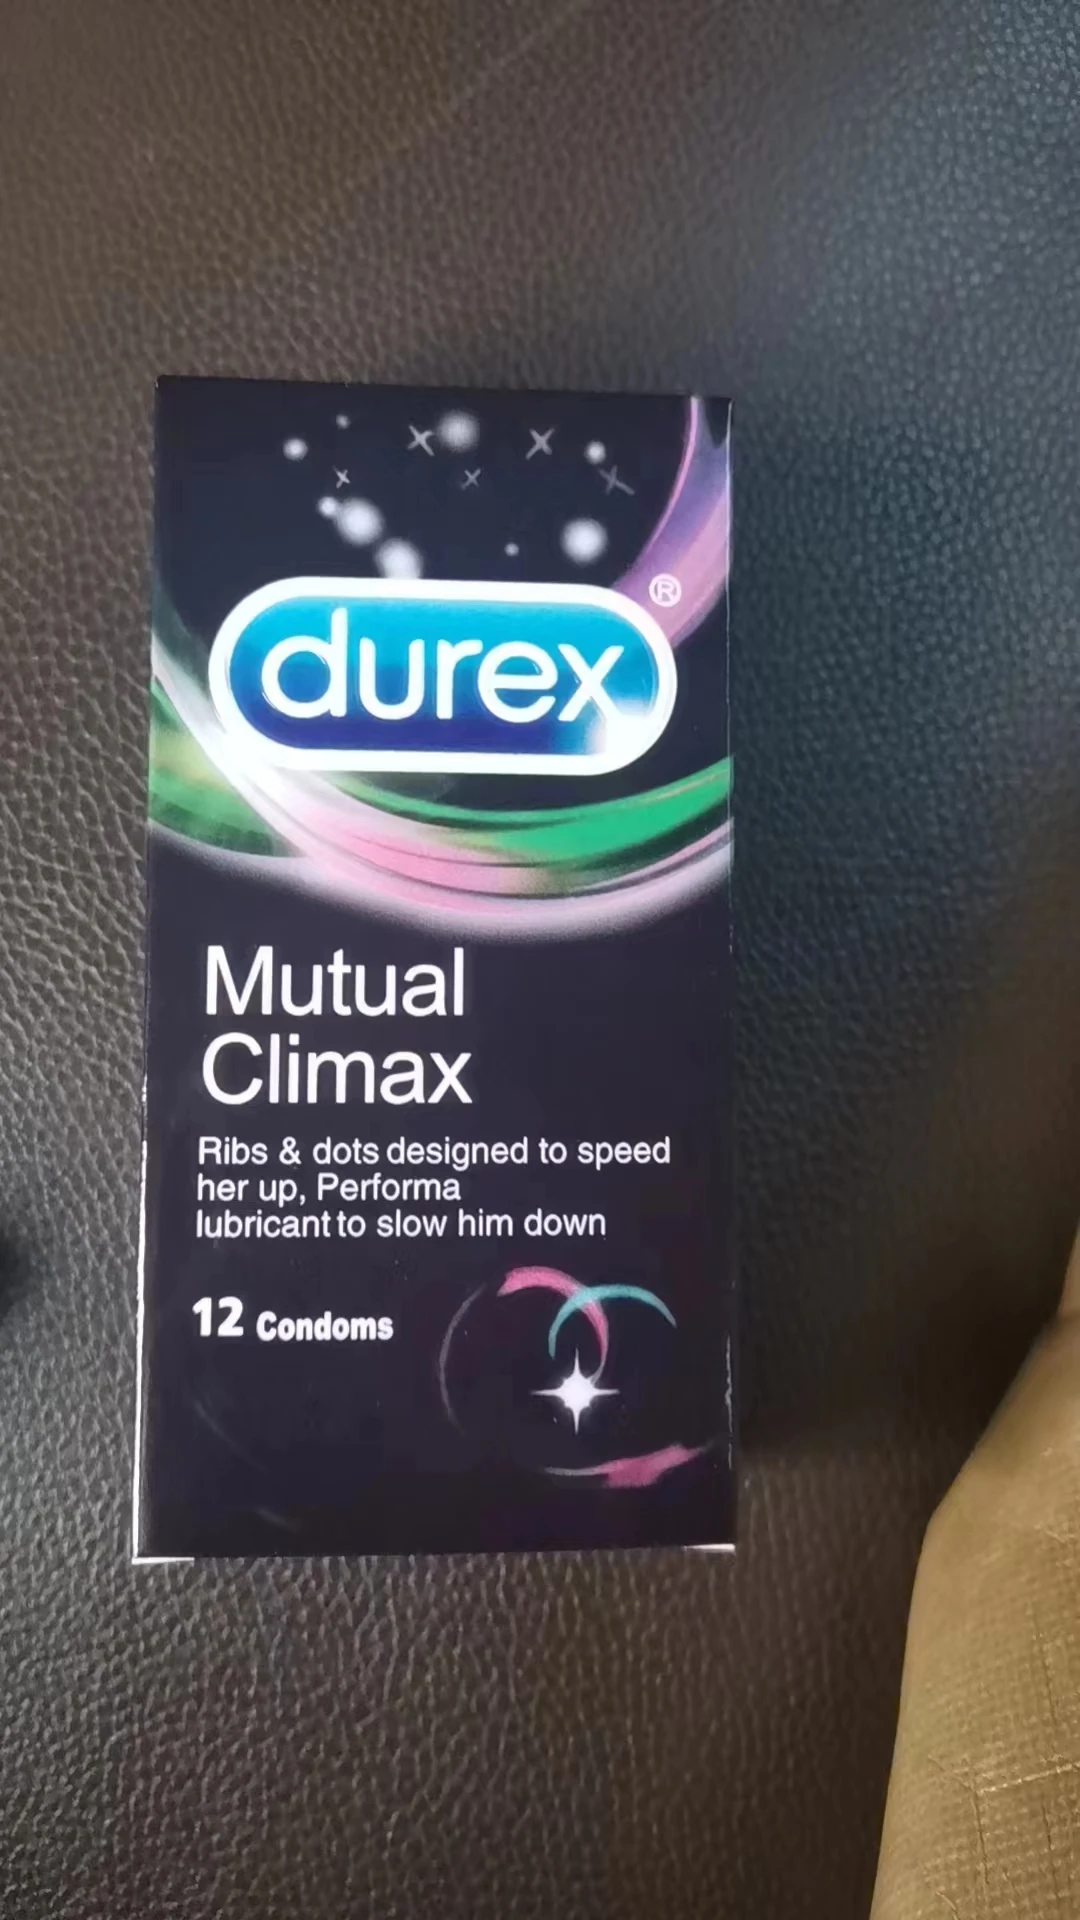 durex®
Mutual
Climax
Ribs & dots designed to speed
her up, Performa
lubricant to slow him down
12 Condoms